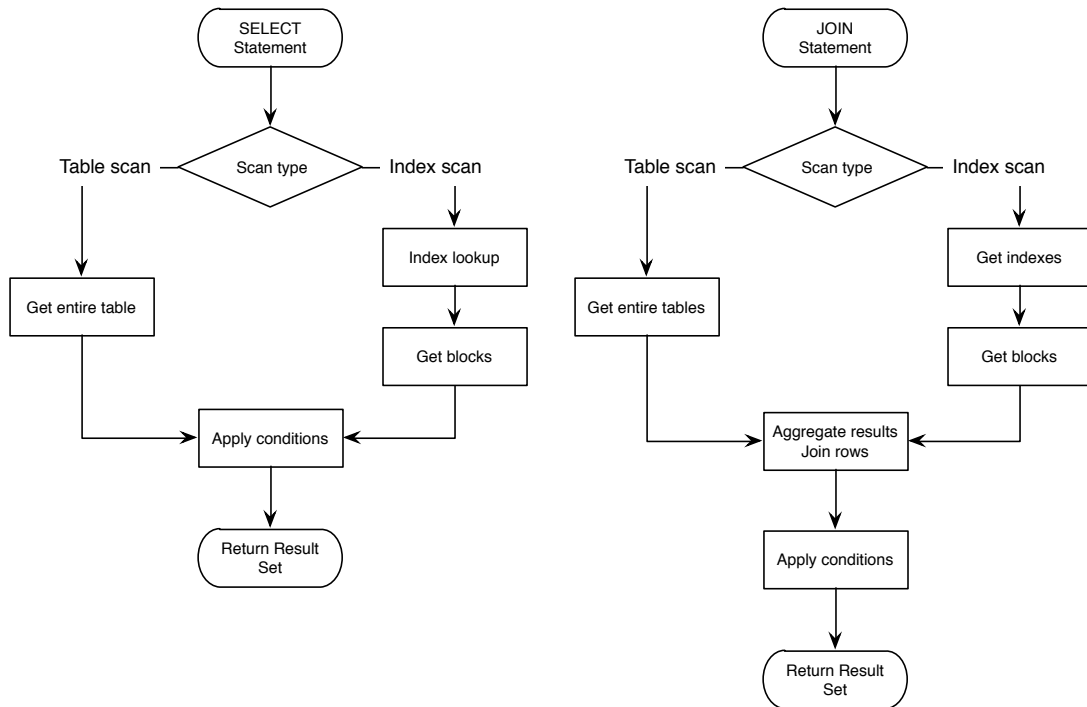 SELECT
Statement
Scan type
Table scan
Index scan
Index lookup
Get entire table
Get blocks
Apply conditions
Return Result
Set
JOIN
Statement
Scan type
Table scan
Index scan
Get indexes
Get entire tables
Get blocks
Aggregate results
Join rows
Apply conditions
Return Result
Set